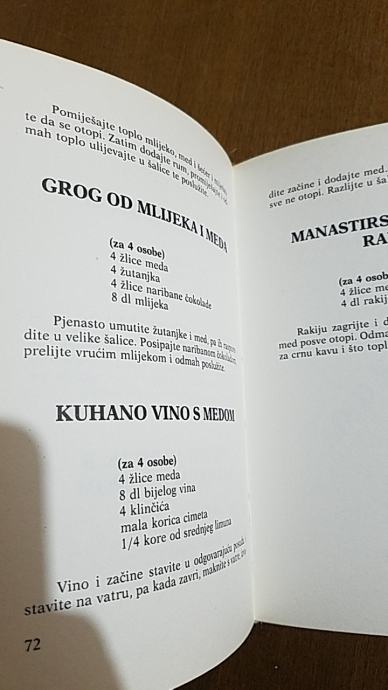 Pomiješajte toplo mlijeko, med i šećer i miješajte
te da se otopi. Zatim dodajte rum, promiješajte i od-
mah toplo ulijevajte u šalice te poslužite.
GROG OD MLIJEKA I MEDA
(za 4 osobe)
4 žlice meda
4 žutanjka
4 žlice naribane čokolade
8 dl mlijeka
Pjenasto umutite žutanjke i med, pa ih
dite u velike šalice. Pospite naribanom čokoladom,
prelijte vrućim mlijekom i odmah poslužite.
KUHANO VINO S MEDOM
(za 4 osobe)
4 žlice meda
8 dl bijelog vina
4 klinčića
mala korica cimeta
1/4 kore od srednjeg limuna
Vino i začine stavite u odgovarajuću posudu,
stavite na vatru, pa kada zavri, maknite s vatre,
72
dite začine i dodajte med.
sve ne otopi. Razlijte u ša
MANASTIRS
RA
(za 4 osob
4 žlice me
4 dl rakij
Rakiju zagrijte i d
med posve otopi. Odma
za crnu kavu i što topl